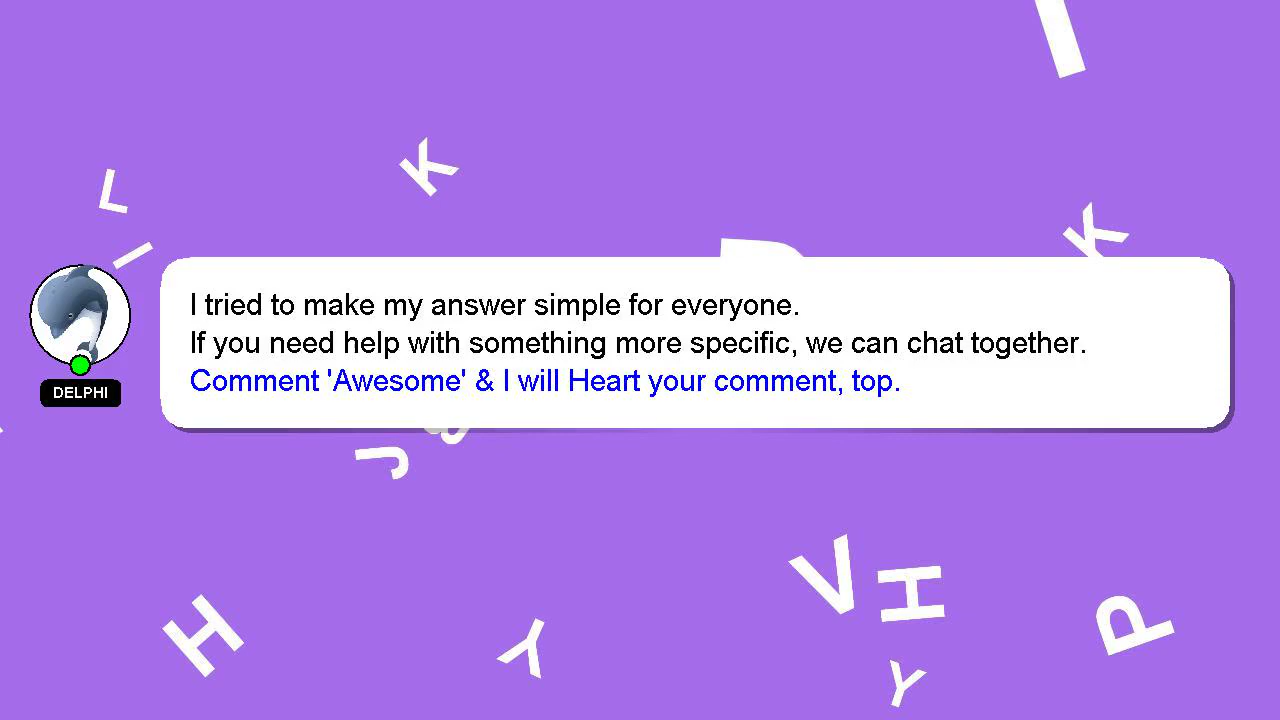 I
K
L
I
K
I tried to make my answer simple for everyone.
If you need help with something more specific, we can chat together.
Comment 'Awesome' & I will Heart your comment, top.
DELPHI
J
V
H
P
H
Y
Y